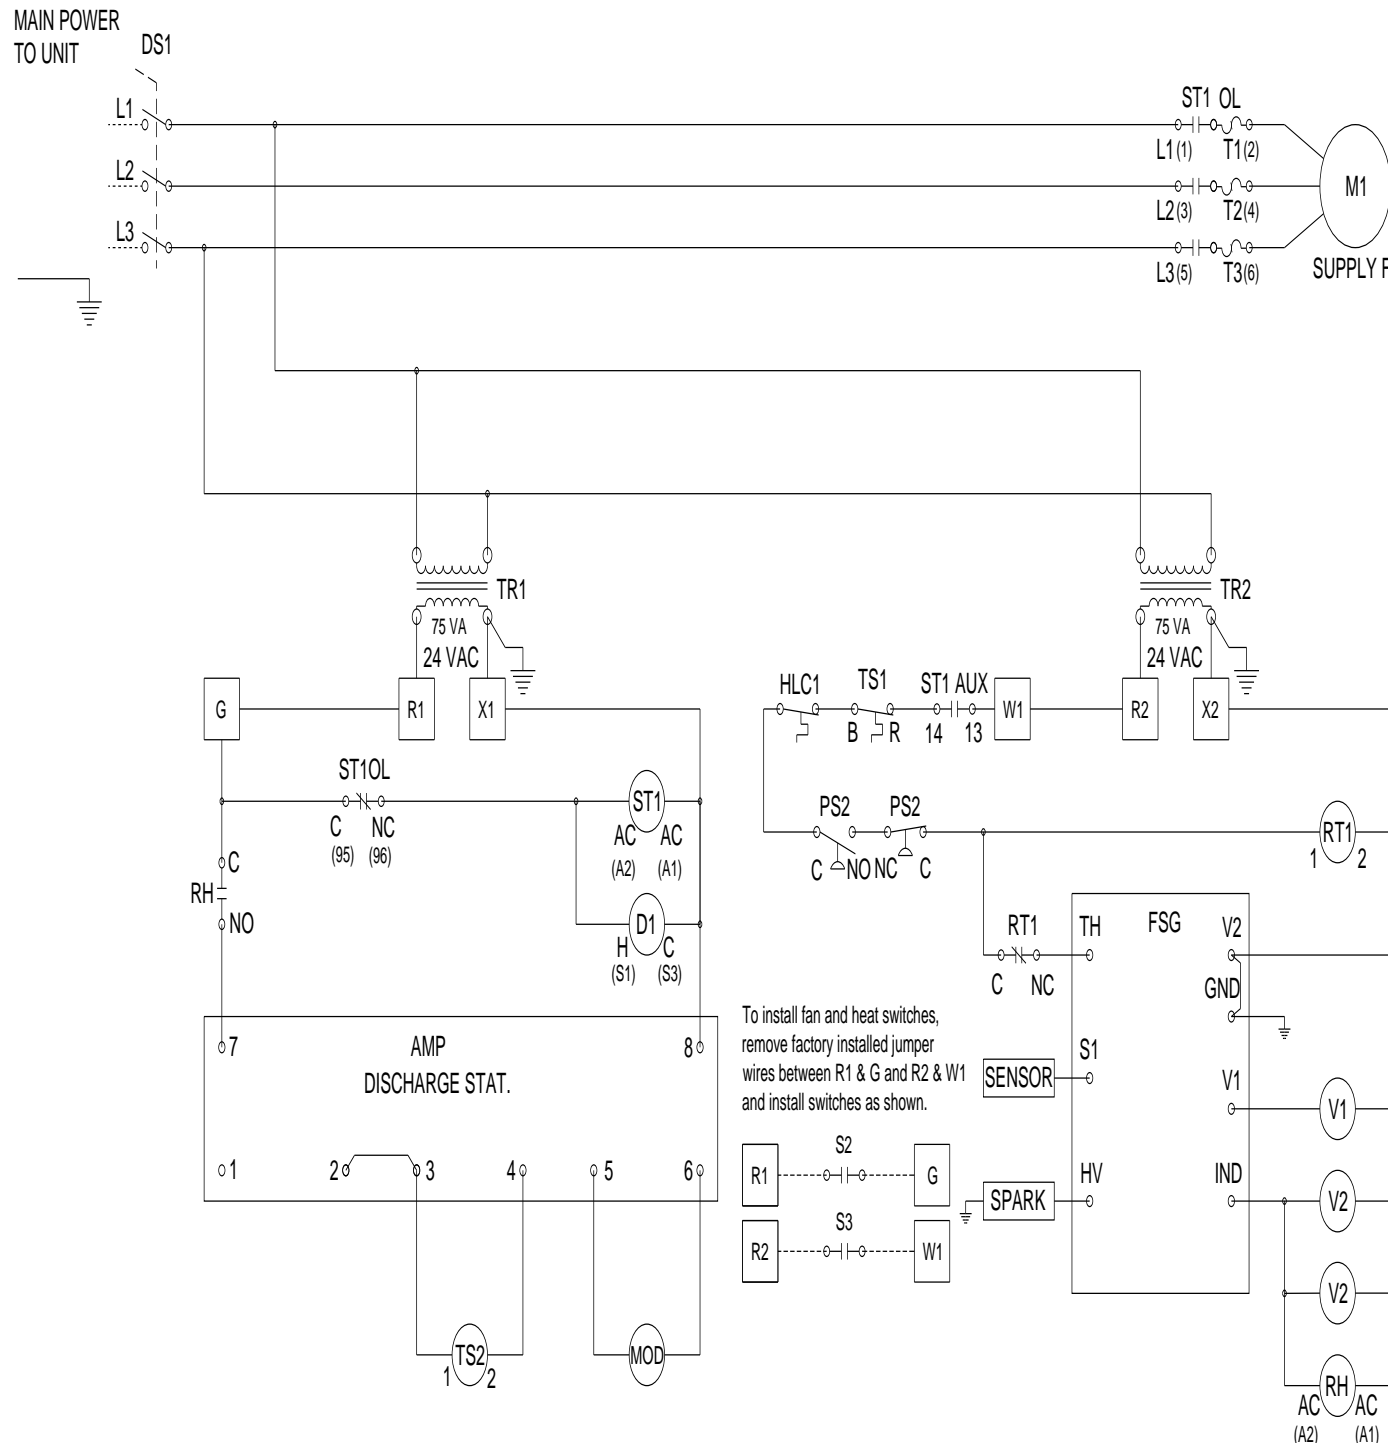 MAIN POWER
TO UNIT
DS1
L1
L2
L3
ST1 OL
L1(1) T1(2)
L2(3) T2(4)
L3(5) T3(6)
M1
SUPPLY F
TR1
75 VA
24 VAC
TR2
75 VA
24 VAC
G
R1
X1
HLC1
TS1
ST1 AUX
B R
14 13
W1
R2
X2
ST1OL
C NC
(95) (96)
ST1
AC AC
(A2) (A1)
D1
H C
(S1) (S3)
C
RH
NO
PS2 PS2
C NO NC C
RT1
1 2
RT1
C NC
TH
FSG
V2
GND
S1
SENSOR
V1
V1
HV
SPARK
IND
V2
V2
RH
AC AC
(A2) (A1)
7
AMP
8
DISCHARGE STAT.
1
2
3
4
5
6
TS2
1 2
MOD
To install fan and heat switches,
remove factory installed jumper
wires between R1 & G and R2 & W1
and install switches as shown.
S2
R1
G
S3
R2
W1